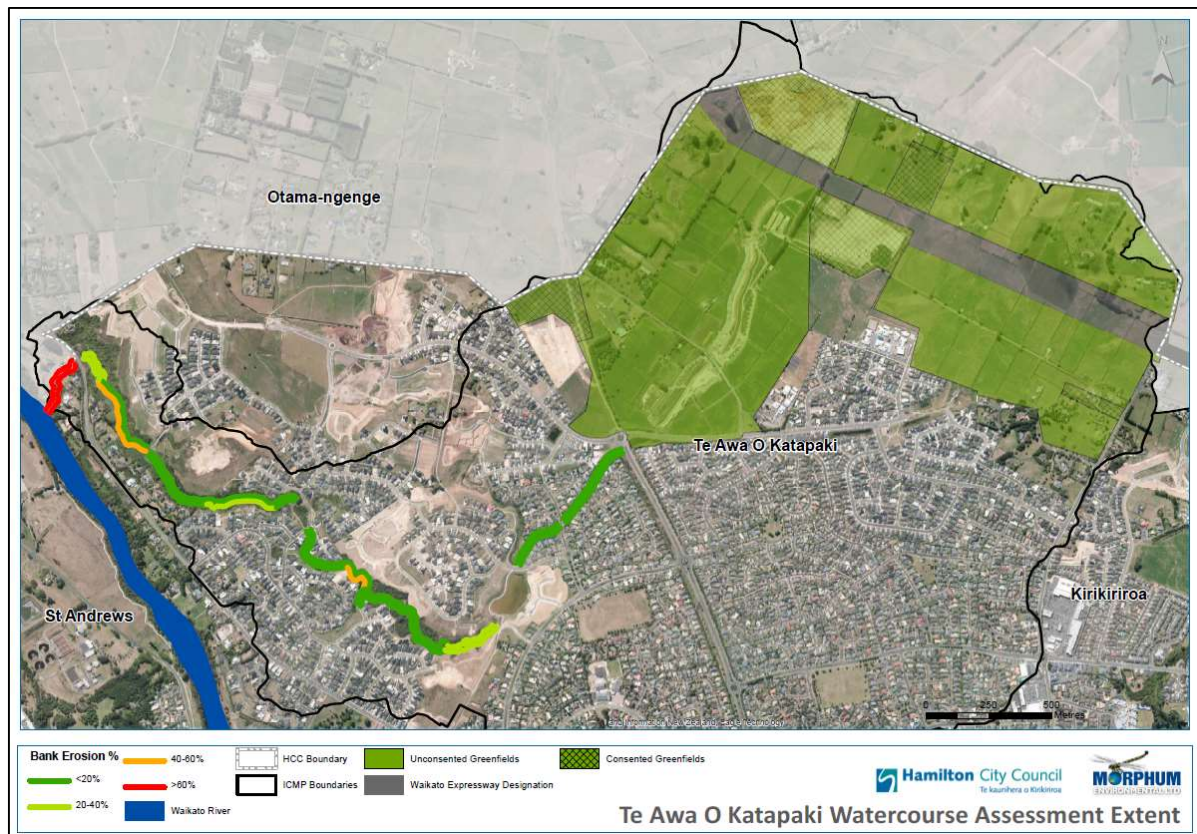 N
Otama-ngenge
Te Awa O Katapaki
Kirikiriroa
St Andrews
0 250 500
Metres
Bank Erosion %
<20%
20-40%
40-60%
>60%
Waikato River
HCC Boundary
ICMP Boundaries
Unconsented Greenfields
Waikato Expressway Designation
Consented Greenfields
Hamilton City Council
Te kaunihera o Kirikiriroa
MORPHUM
ENVIRONMENTAL LTD
Te Awa O Katapaki Watercourse Assessment Extent